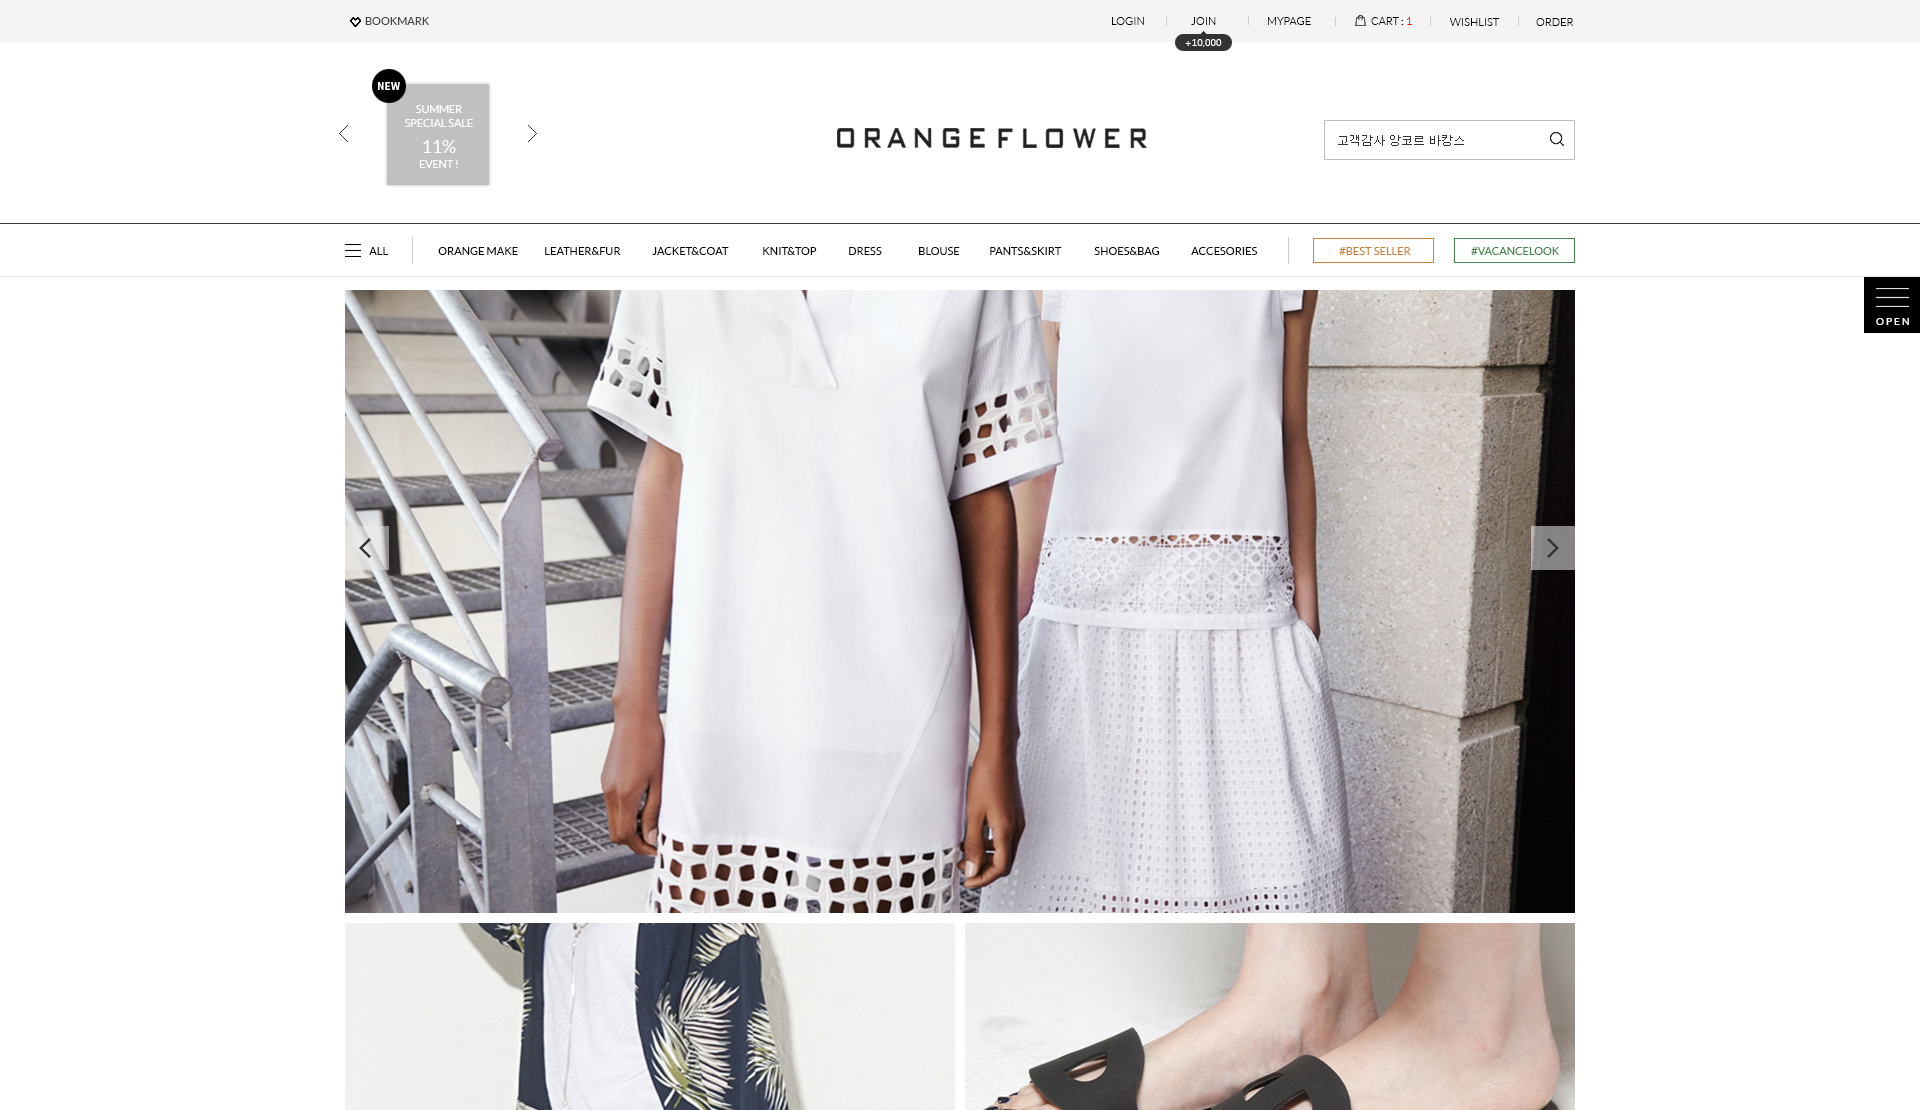 BOOKMARK
LOGIN
JOIN
MYPAGE
CART : 1
WISHLIST
ORDER
+10,000
NEW
SUMMER
SPECIAL SALE
11%
EVENT !
ORANGEFLOWER
고객감사 앙코르 바캉스
ALL
ORANGE MAKE
LEATHER&FUR
JACKET&COAT
KNIT&TOP
DRESS
BLOUSE
PANTS&SKIRT
SHOES&BAG
ACCESORIES
#BEST SELLER
#VACANCELOOK
OPEN